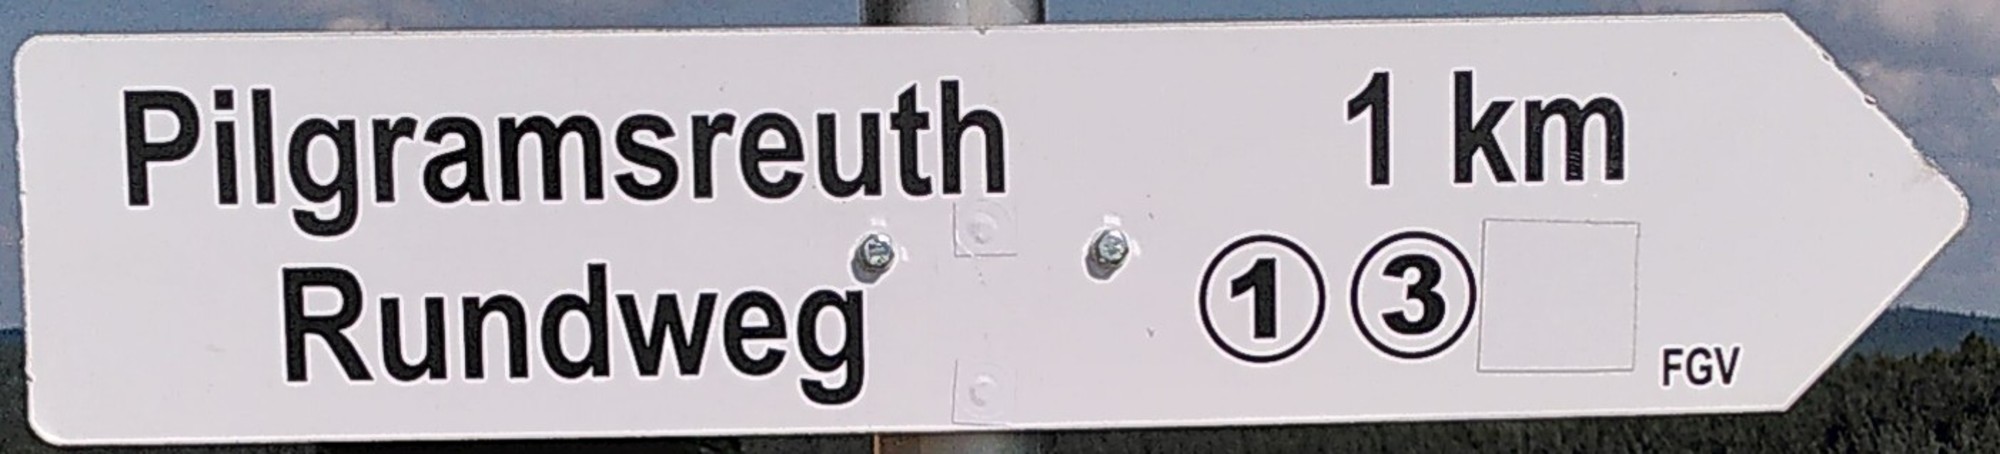 Pilgramsreuth 1 km
Rundweg 1 3
FGV